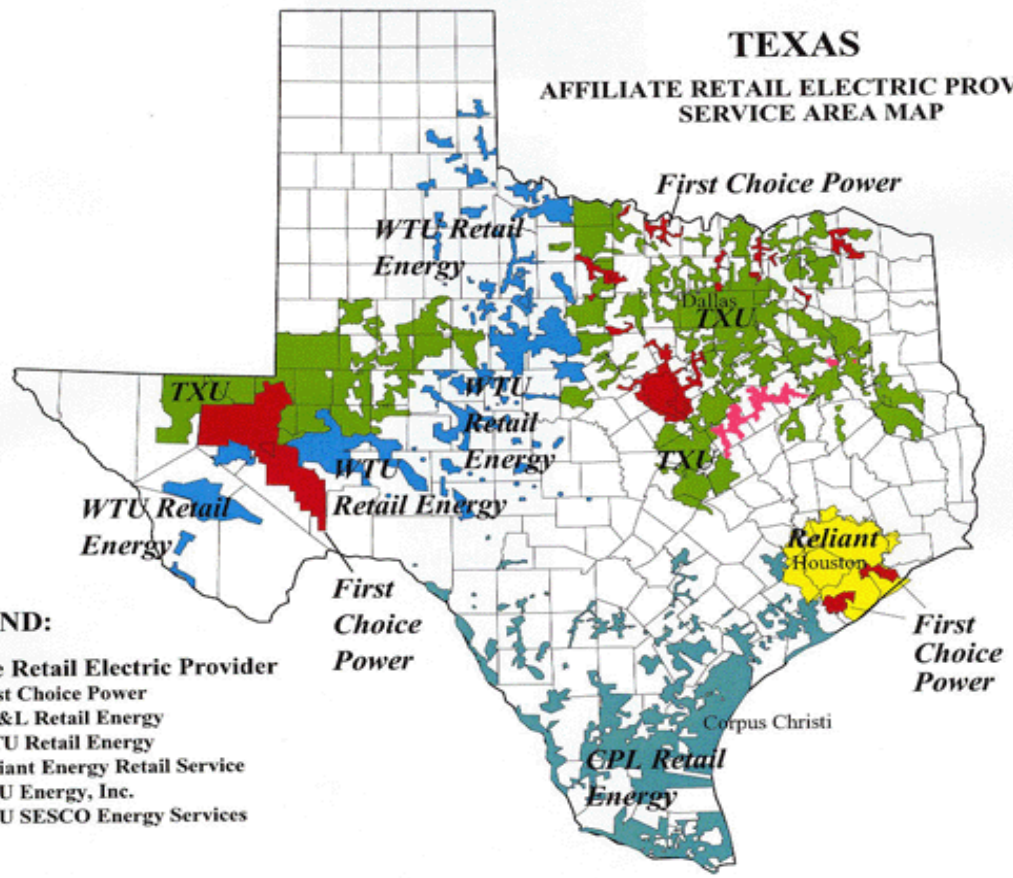 TEXAS
AFFILIATE RETAIL ELECTRIC PROV
SERVICE AREA MAP
First Choice Power
WTU Retail
Energy
Dallas
TXU
TXU
WTU
Retail
Energy
TXU
WTU
Retail Energy
WTU Retail
Energy
Reliant
Houston
First
Choice
Power
First
Choice
Power
Corpus Christi
CPL Retail
Energy
ND:
e Retail Electric Provider
st Choice Power
&L Retail Energy
TU Retail Energy
iant Energy Retail Service
U Energy, Inc.
U SESCO Energy Services